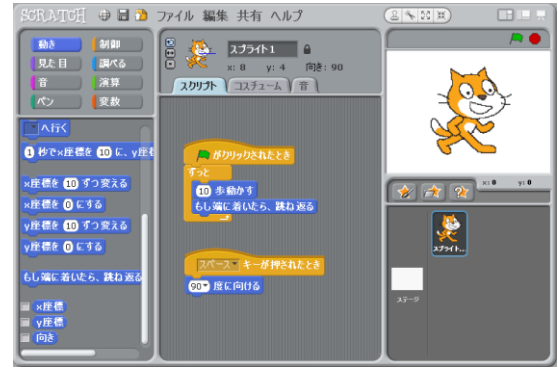 SCRATCH ファイル 編集 共有 ヘルプ
動き 制御
見た目 調べる
音 演算
ペン 変数
へ行く
1 秒でx座標を 10 に、y座標
x座標を 10 ずつ変える
x座標を 0 にする
y座標を 10 ずつ変える
y座標を 0 にする
もし端に着いたら、跳ね返る
x座標
y座標
向き
スプライト1
x: 0 y: 4 向き: 90
スクリプト コスチューム 音
がクリックされたとき
ずっと
10 歩動かす
もし端に着いたら、跳ね返る
スペース キーが押されたとき
90 度に向ける
x: 0 y: 0
スプライト...
ステージ